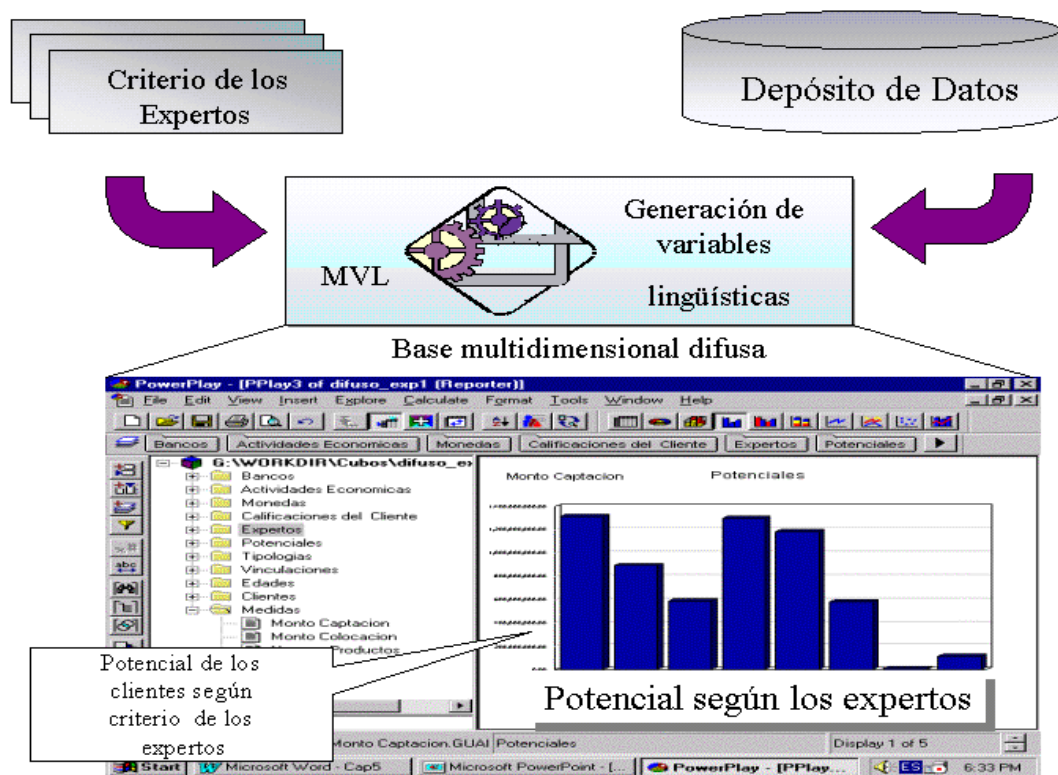 Criterio de los
Expertos
Depósito de Datos
MVL
Generación de
variables
lingüísticas
Base multidimensional difusa
PowerPlay - [PPlay3 of difuso_exp1 (Reporter)]
File Edit View Insert Explore Calculate Format Tools Window Help
Bancos Actividades Economicas Monedas Calificaciones del Cliente Expertos Potenciales
G:\WORKDIR\Cubos\difuso_ex
Bancos
Actividades Economicas
Monedas
Calificaciones del Cliente
Expertos
Potenciales
Tipologias
Vinculaciones
Edades
Clientes
Medidas
Monto Captacion
Monto Colocacion
Productos
Monto Captacion
Potenciales
0.00
Potencial de los
clientes según
criterio de los
expertos
Potencial según los expertos
Monto Captacion.GUAI Potenciales
Display 1 of 5
Start Microsoft Word - Cap5 Microsoft PowerPoint - [... PowerPlay - [PPlay... ES 6:33 PM